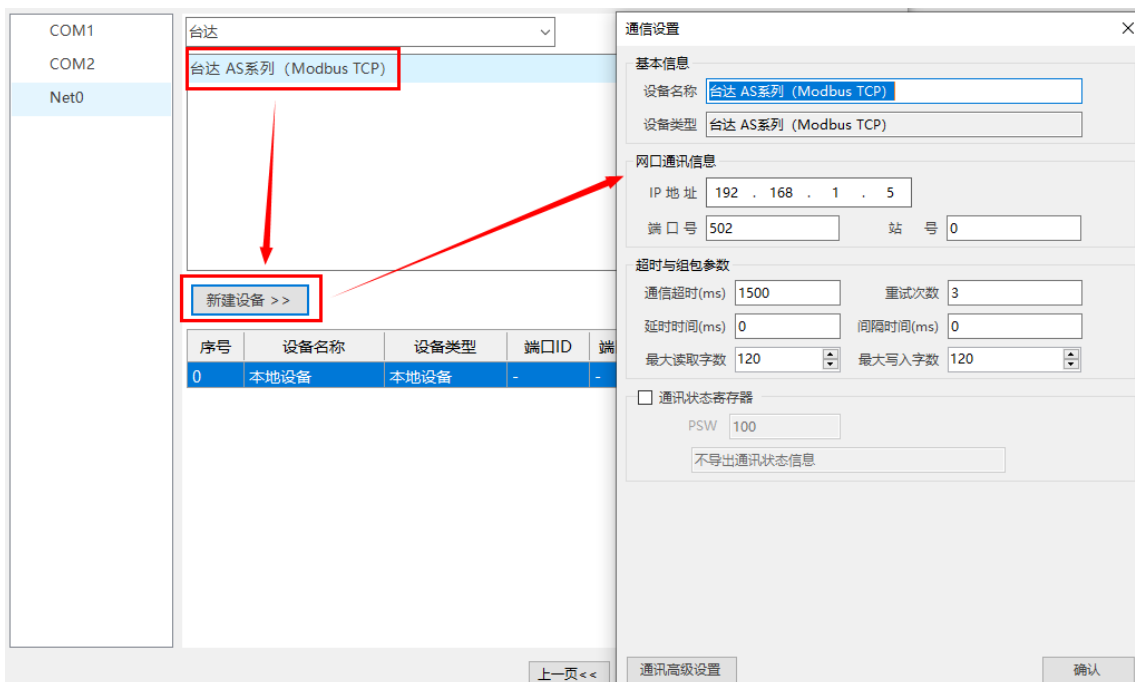 COM1
COM2
Net0
台达
台达 AS系列（Modbus TCP）
新建设备 >>
序号 设备名称 设备类型 端口ID 端
0 本地设备 本地设备 - -
上一页<<
通信设置
基本信息
设备名称 台达 AS系列（Modbus TCP）
设备类型 台达 AS系列（Modbus TCP）
网口通讯信息
IP 地 址 192 . 168 . 1 . 5
端 口 号 502 站 号 0
超时与组包参数
通信超时(ms) 1500 重试次数 3
延时时间(ms) 0 间隔时间(ms) 0
最大读取字数 120 最大写入字数 120
通讯状态寄存器
PSW 100
不导出通讯状态信息
通讯高级设置 确认